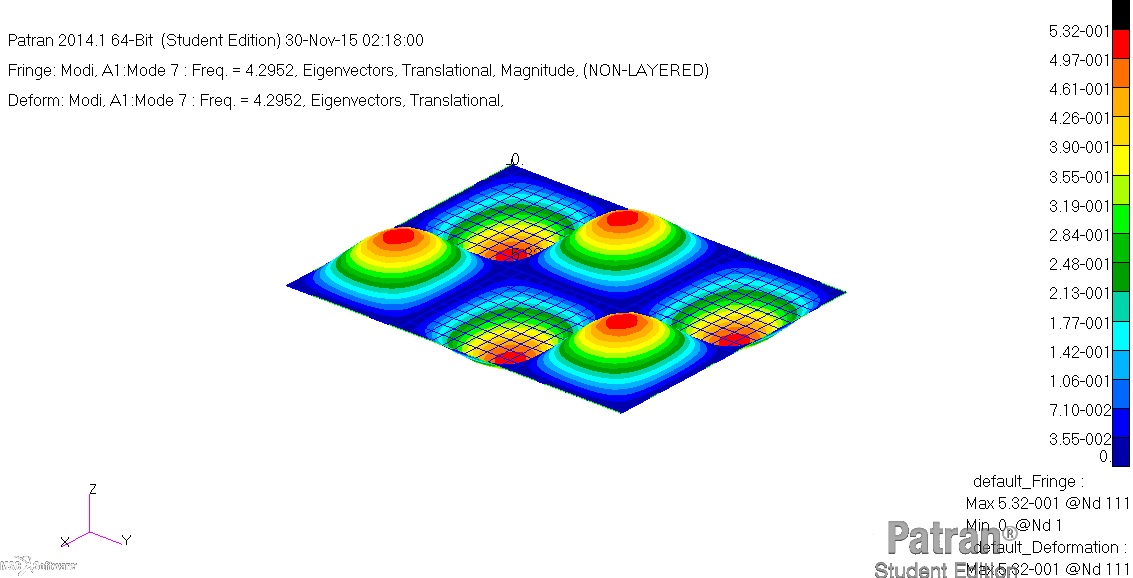 Patran 2014.1 64-Bit (Student Edition) 30-Nov-15 02:18:00
Fringe: Modi, A1:Mode 7 : Freq. = 4.2952, Eigenvectors, Translational, Magnitude, (NON-LAYERED)
Deform: Modi, A1:Mode 7 : Freq. = 4.2952, Eigenvectors, Translational,
5.32-001
4.97-001
4.61-001
4.26-001
3.90-001
3.55-001
3.19-001
2.84-001
2.48-001
2.13-001
1.77-001
1.42-001
1.06-001
7.10-002
3.55-002
0.
0.
Z
X
Y
default_Fringe :
Max 5.32-001 @Nd 111
Min 0. @Nd 1
default_Deformation :
Max 5.32-001 @Nd 111
Patran®
Student Edition
Software